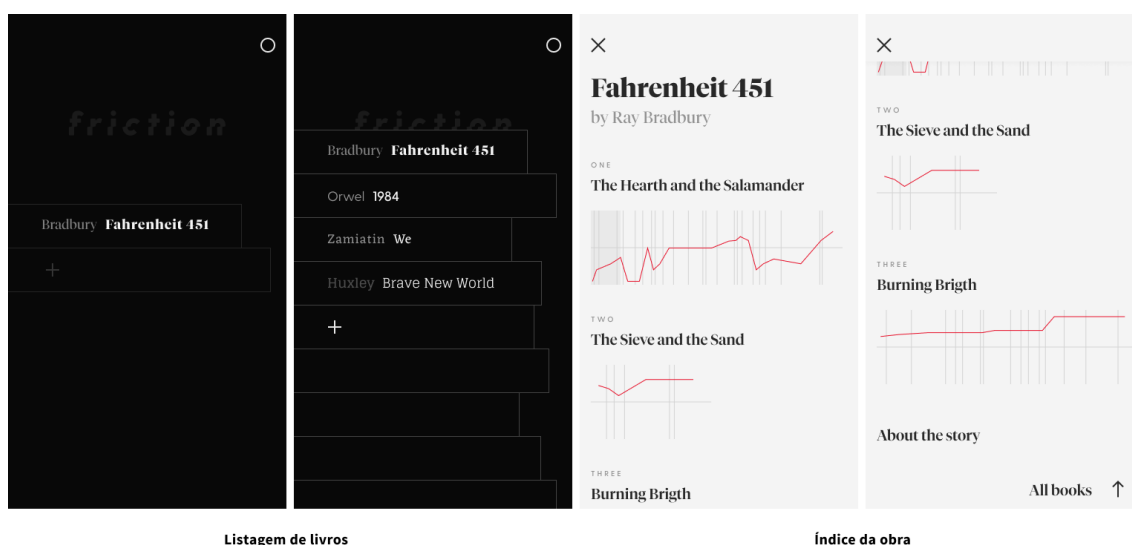 friction
Bradbury Fahrenheit 451
+
friction
Bradbury Fahrenheit 451
Orwel 1984
Zamiatin We
Huxley Brave New World
+
Fahrenheit 451
by Ray Bradbury
ONE
The Hearth and the Salamander
TWO
The Sieve and the Sand
THREE
Burning Brigth
TWO
The Sieve and the Sand
THREE
Burning Brigth
About the story
All books ↑
Listagem de livros
Índice da obra